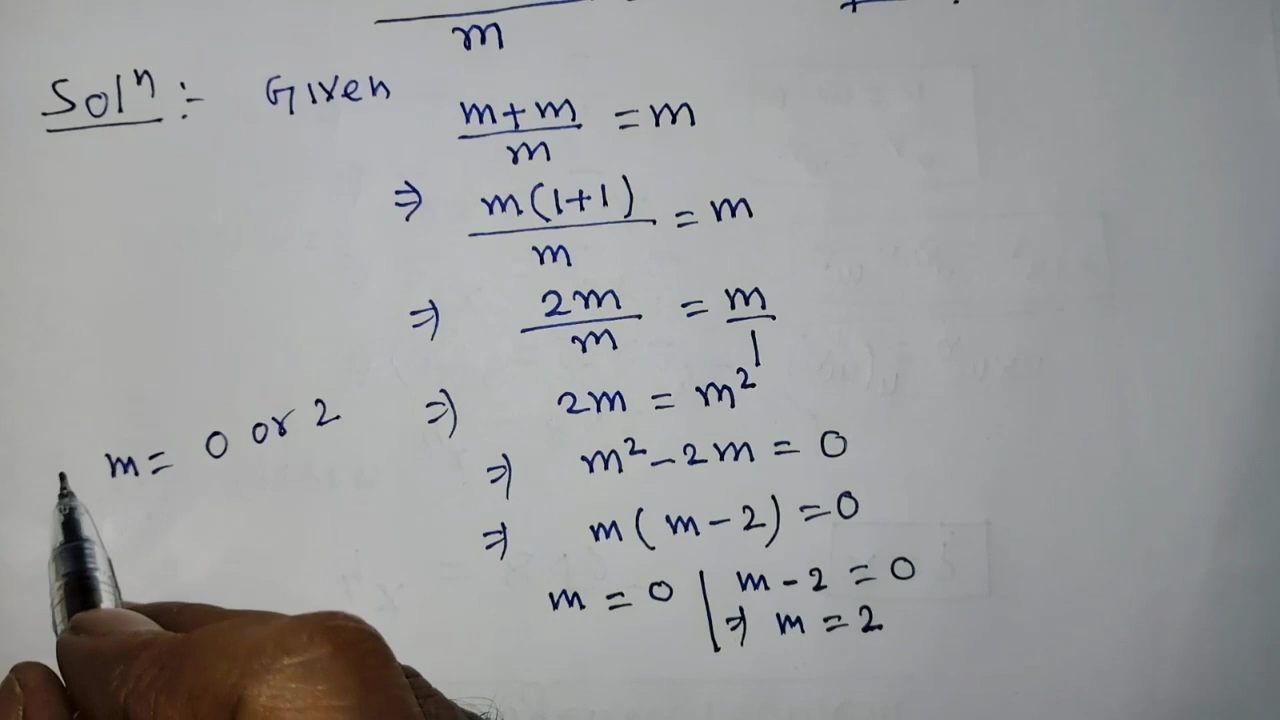 m
Solⁿ :- Given
m+m/m = m
⇒ m(1+1)/m = m
⇒ 2m/m = m/1
⇒ 2m = m²
m = 0 or 2
⇒ m² - 2m = 0
⇒ m(m-2) = 0
m = 0 | m - 2 = 0
⇒ m = 2